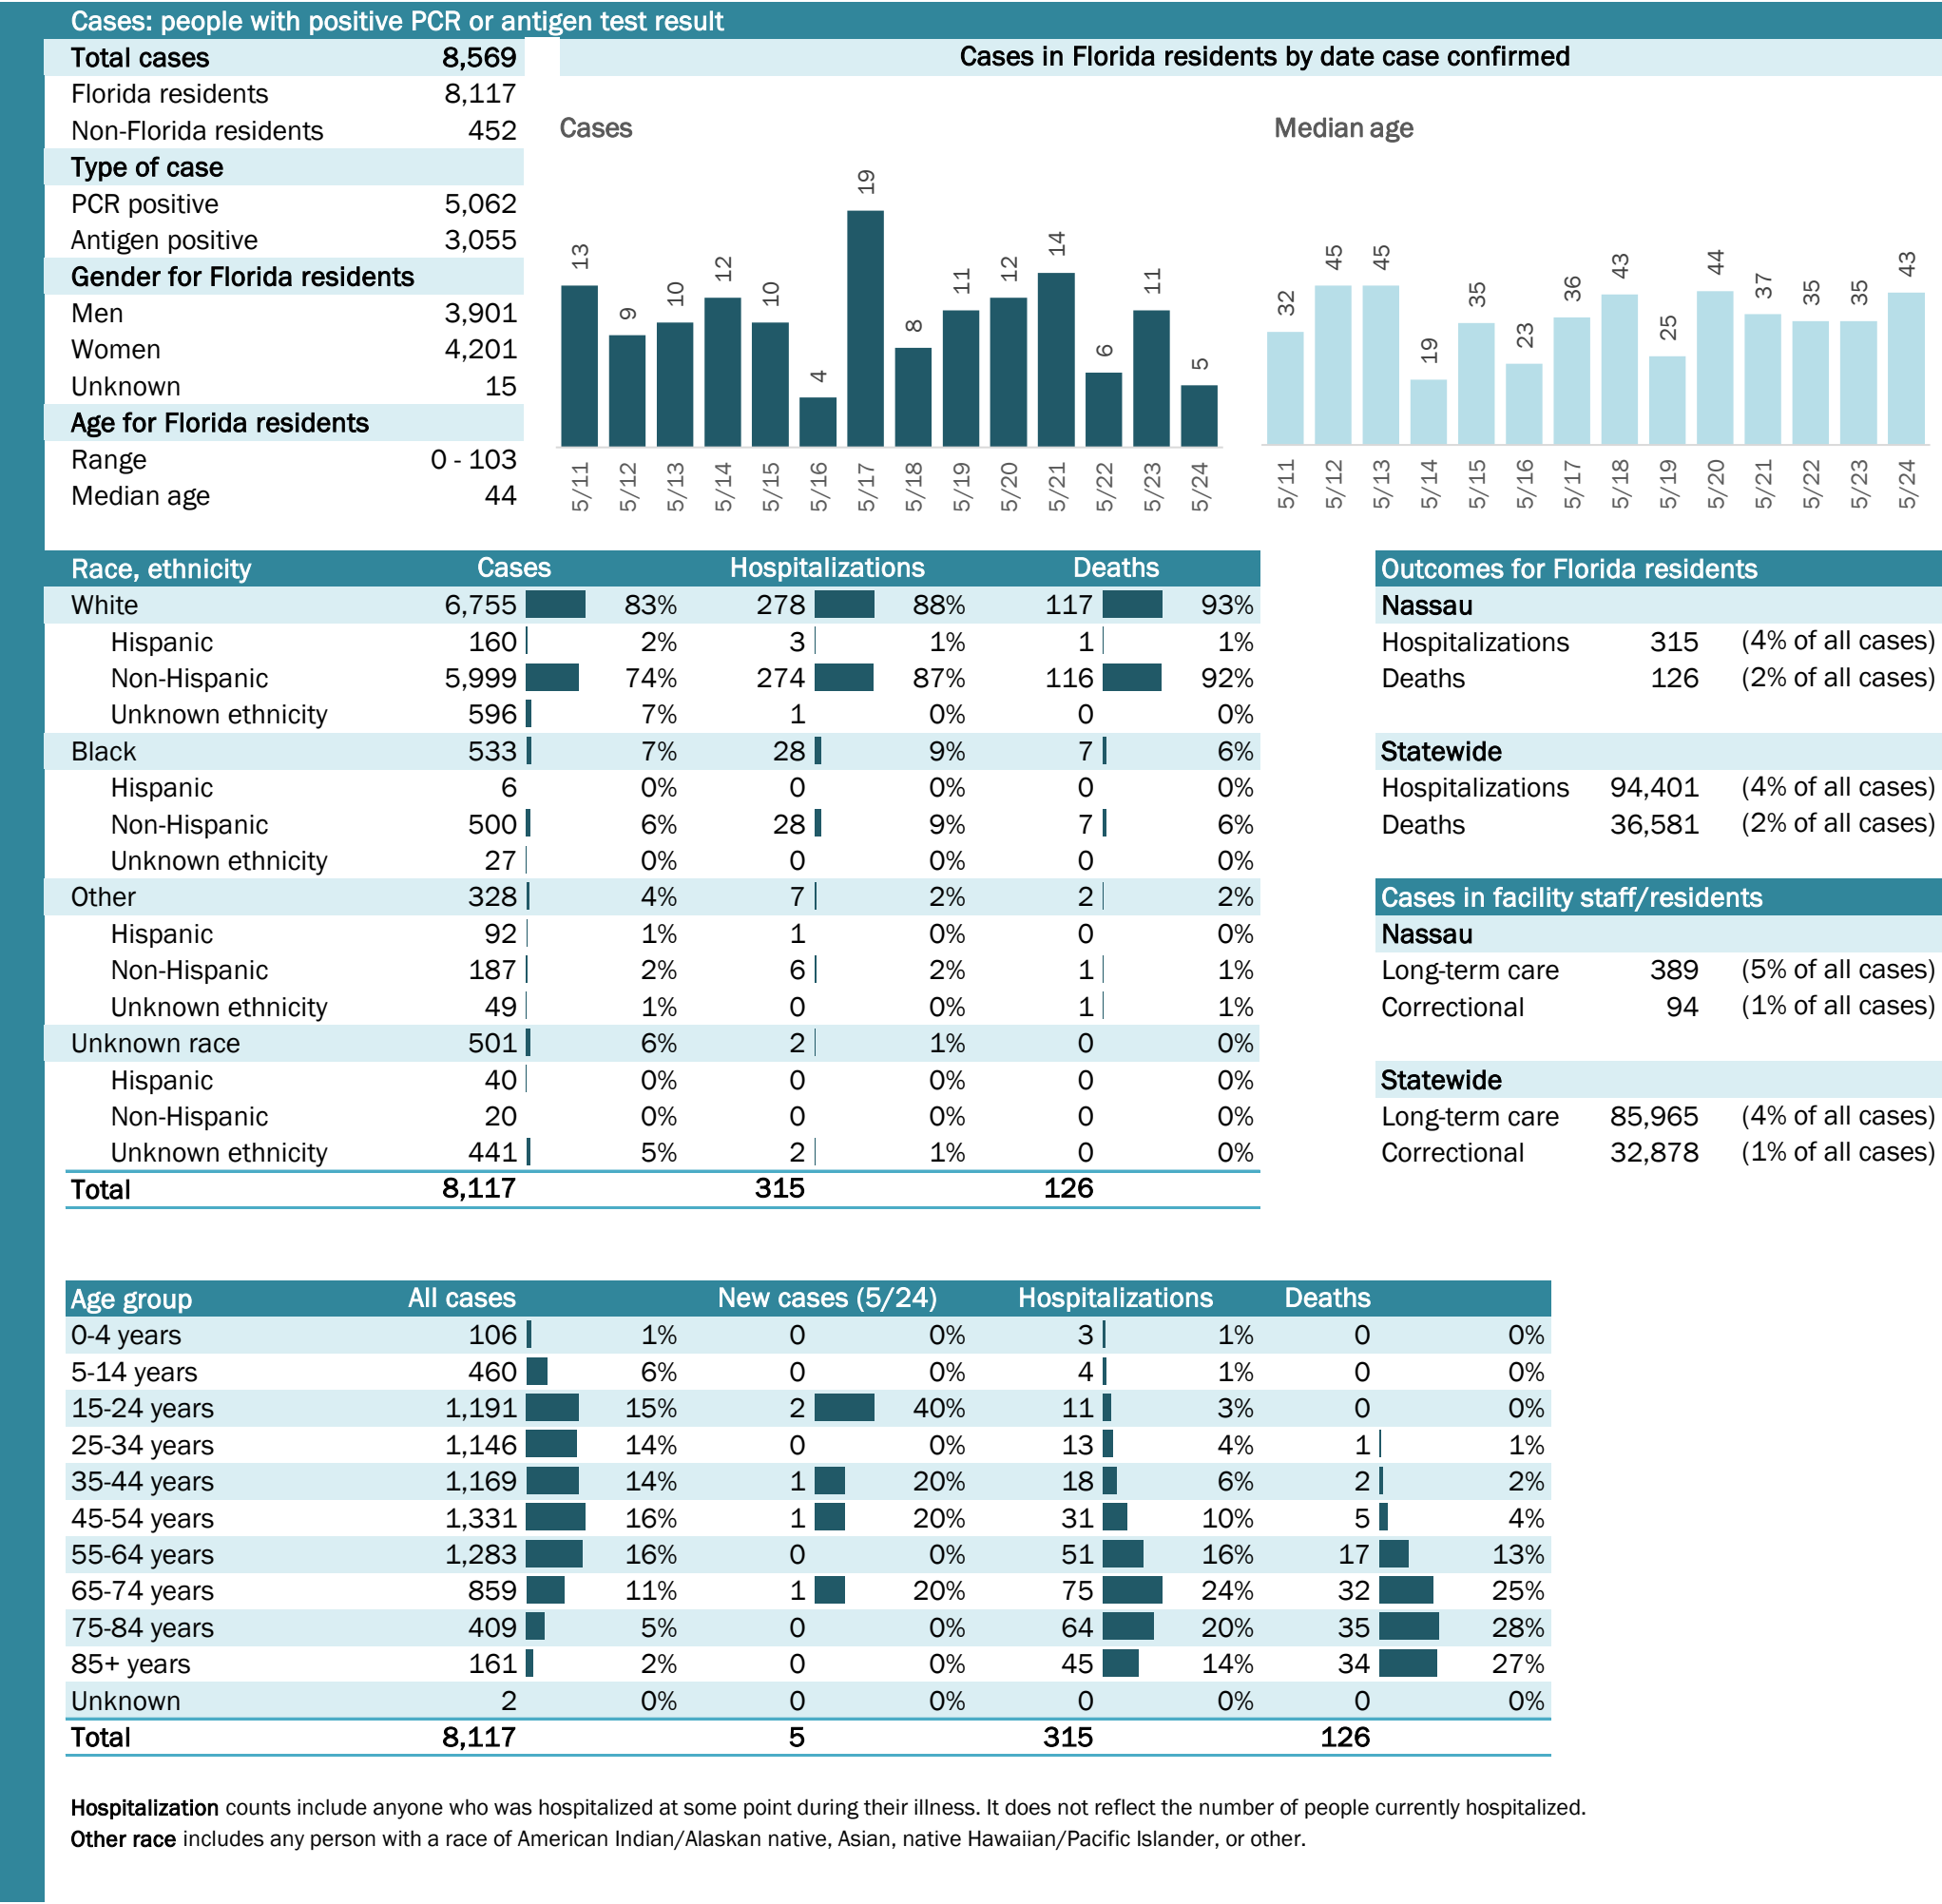 Cases: people with positive PCR or antigen test result
Total cases 8,569
Florida residents 8,117
Non-Florida residents 452
Type of case
PCR positive 5,062
Antigen positive 3,055
Gender for Florida residents
Men 3,901
Women 4,201
Unknown 15
Age for Florida residents
Range 0 - 103
Median age 44
Cases in Florida residents by date case confirmed
Cases
13 9 10 12 10 4 19 8 11 12 14 6 11 5
5/11 5/12 5/13 5/14 5/15 5/16 5/17 5/18 5/19 5/20 5/21 5/22 5/23 5/24
Median age
32 45 45 19 35 23 36 43 25 44 37 35 35 43
5/11 5/12 5/13 5/14 5/15 5/16 5/17 5/18 5/19 5/20 5/21 5/22 5/23 5/24
Race, ethnicity Cases Hospitalizations Deaths
White 6,755 83% 278 88% 117 93%
Hispanic 160 2% 3 1% 1 1%
Non-Hispanic 5,999 74% 274 87% 116 92%
Unknown ethnicity 596 7% 1 0% 0 0%
Black 533 7% 28 9% 7 6%
Hispanic 6 0% 0 0% 0 0%
Non-Hispanic 500 6% 28 9% 7 6%
Unknown ethnicity 27 0% 0 0% 0 0%
Other 328 4% 7 2% 2 2%
Hispanic 92 1% 1 0% 0 0%
Non-Hispanic 187 2% 6 2% 1 1%
Unknown ethnicity 49 1% 0 0% 1 1%
Unknown race 501 6% 2 1% 0 0%
Hispanic 40 0% 0 0% 0 0%
Non-Hispanic 20 0% 0 0% 0 0%
Unknown ethnicity 441 5% 2 1% 0 0%
Total 8,117 315 126
Outcomes for Florida residents
Nassau
Hospitalizations 315 (4% of all cases)
Deaths 126 (2% of all cases)
Statewide
Hospitalizations 94,401 (4% of all cases)
Deaths 36,581 (2% of all cases)
Cases in facility staff/residents
Nassau
Long-term care 389 (5% of all cases)
Correctional 94 (1% of all cases)
Statewide
Long-term care 85,965 (4% of all cases)
Correctional 32,878 (1% of all cases)
Age group All cases New cases (5/24) Hospitalizations Deaths
0-4 years 106 1% 0 0% 3 1% 0 0%
5-14 years 460 6% 0 0% 4 1% 0 0%
15-24 years 1,191 15% 2 40% 11 3% 0 0%
25-34 years 1,146 14% 0 0% 13 4% 1 1%
35-44 years 1,169 14% 1 20% 18 6% 2 2%
45-54 years 1,331 16% 1 20% 31 10% 5 4%
55-64 years 1,283 16% 0 0% 51 16% 17 13%
65-74 years 859 11% 1 20% 75 24% 32 25%
75-84 years 409 5% 0 0% 64 20% 35 28%
85+ years 161 2% 0 0% 45 14% 34 27%
Unknown 2 0% 0 0% 0 0% 0 0%
Total 8,117 5 315 126
Hospitalization counts include anyone who was hospitalized at some point during their illness. It does not reflect the number of people currently hospitalized.
Other race includes any person with a race of American Indian/Alaskan native, Asian, native Hawaiian/Pacific Islander, or other.